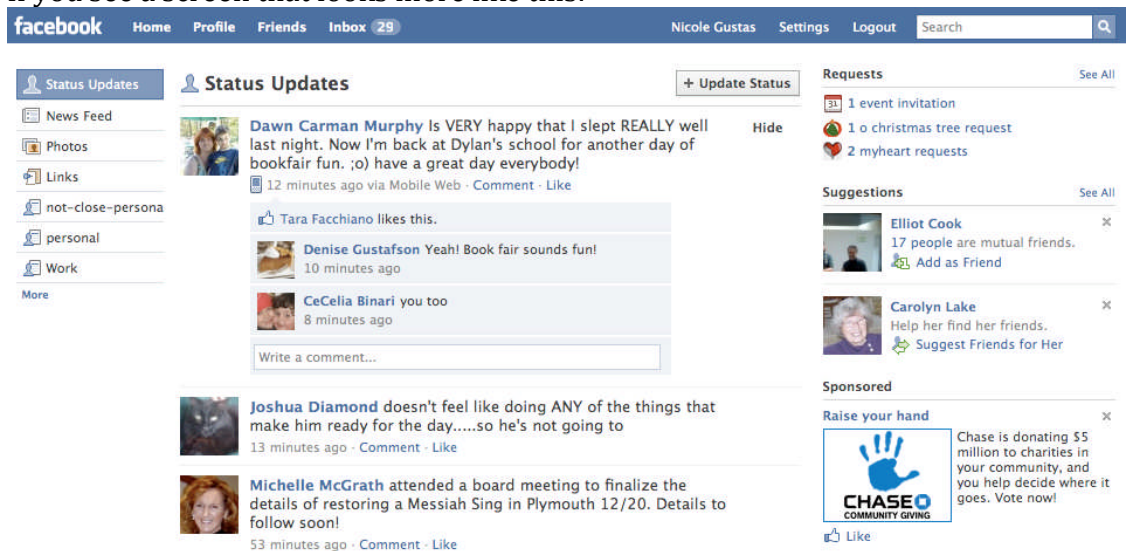 if you see a screen that looks more like this:
facebook Home Profile Friends Inbox 29 Nicole Gustas Settings Logout Search
Status Updates
News Feed
Photos
Links
not-close-persona
personal
Work
More
Status Updates
+ Update Status
Dawn Carman Murphy Is VERY happy that I slept REALLY well
last night. Now I'm back at Dylan's school for another day of
bookfair fun. ;o) have a great day everybody!
Hide
12 minutes ago via Mobile Web · Comment · Like
Tara Facchiano likes this.
Denise Gustafson Yeah! Book fair sounds fun!
10 minutes ago
CeCelia Binari you too
8 minutes ago
Write a comment...
Joshua Diamond doesn't feel like doing ANY of the things that
make him ready for the day.....so he's not going to
13 minutes ago · Comment · Like
Michelle McGrath attended a board meeting to finalize the
details of restoring a Messiah Sing in Plymouth 12/20. Details to
follow soon!
53 minutes ago · Comment · Like
Requests See All
31 1 event invitation
1 o christmas tree request
2 myheart requests
Suggestions See All
Elliot Cook
17 people are mutual friends.
Add as Friend
Carolyn Lake
Help her find her friends.
Suggest Friends for Her
Sponsored
Raise your hand
CHASE
COMMUNITY GIVING
Chase is donating $5
million to charities in
your community, and
you help decide where it
goes. Vote now!
Like